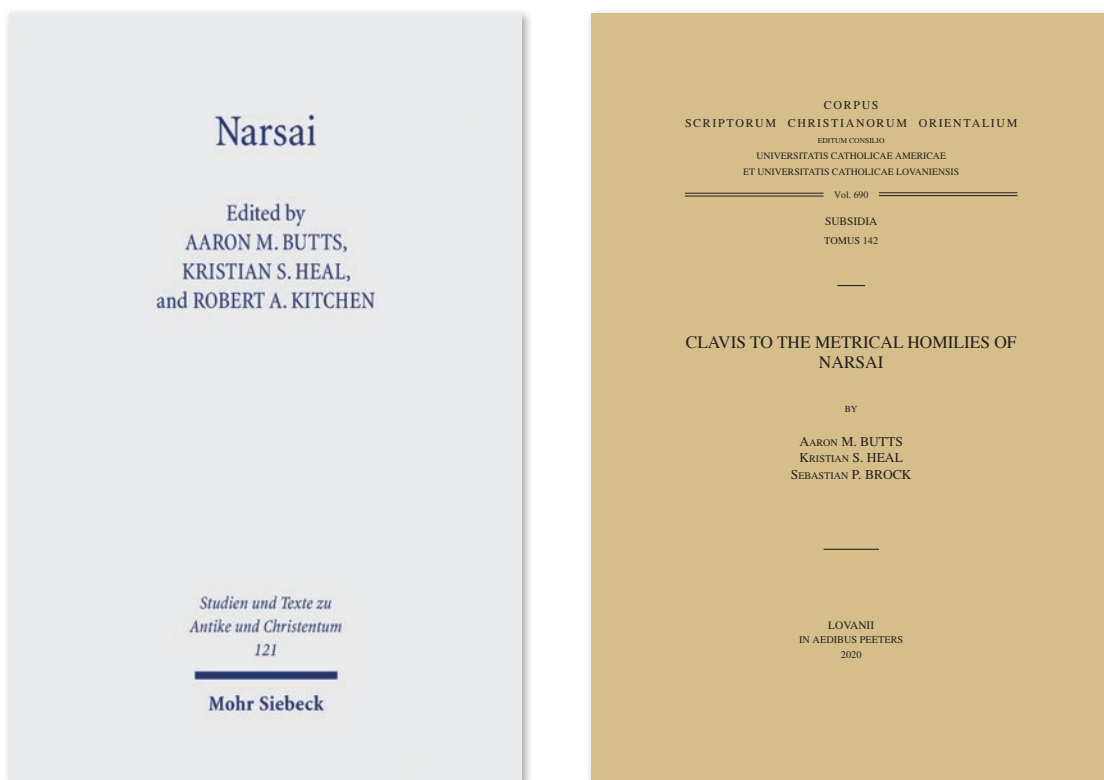 Narsai
Edited by
AARON M. BUTTS,
KRISTIAN S. HEAL,
and ROBERT A. KITCHEN
Studien und Texte zu
Antike und Christentum
121
Mohr Siebeck
CORPUS
SCRIPTORUM CHRISTIANORUM ORIENTALIUM
EDITUM CONSILIO
UNIVERSITATIS CATHOLICAE AMERICAE
ET UNIVERSITATIS CATHOLICAE LOVANIENSIS
Vol. 690
SUBSIDIA
TOMUS 142
CLAVIS TO THE METRICAL HOMILIES OF
NARSAI
BY
AARON M. BUTTS
KRISTIAN S. HEAL
SEBASTIAN P. BROCK
LOVANII
IN AEDIBUS PEETERS
2020